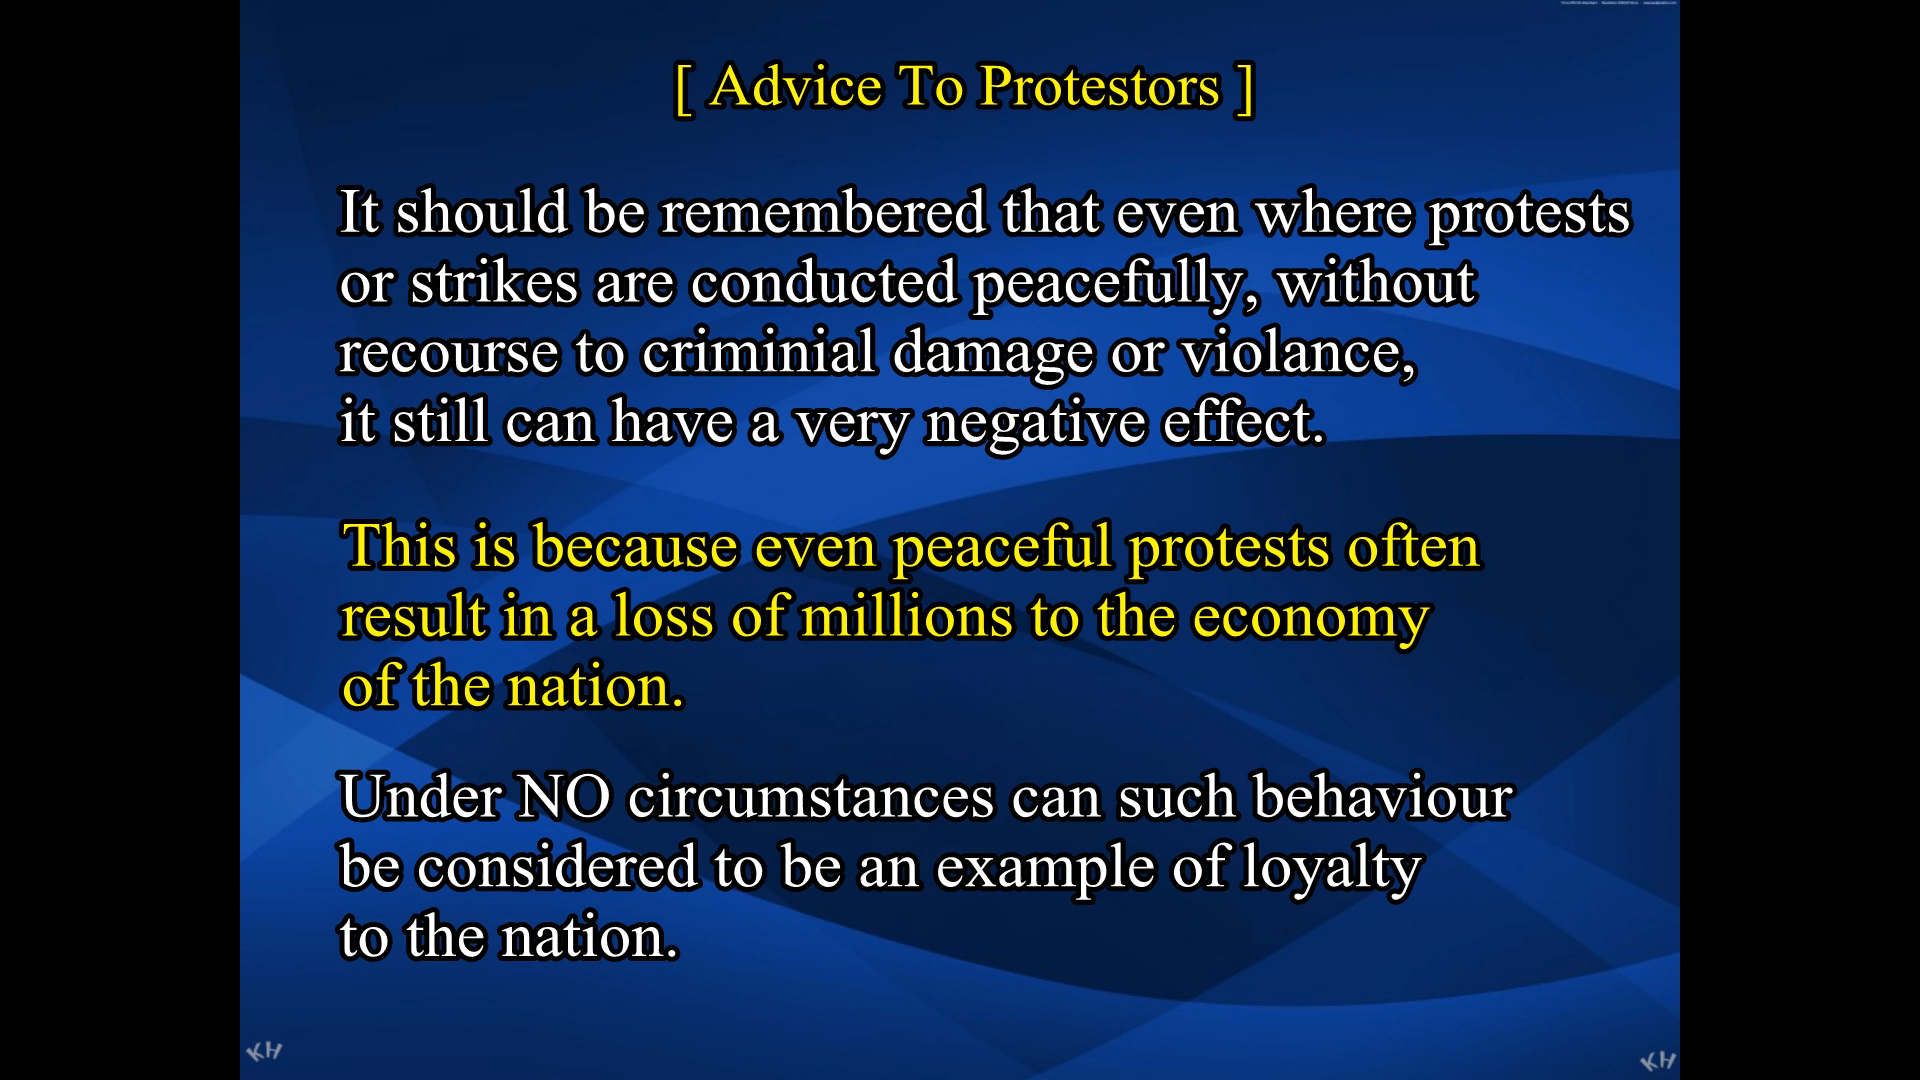 [ Advice To Protestors ]
It should be remembered that even where protests
or strikes are conducted peacefully, without
recourse to criminial damage or violance,
it still can have a very negative effect.
This is because even peaceful protests often
result in a loss of millions to the economy
of the nation.
Under NO circumstances can such behaviour
be considered to be an example of loyalty
to the nation.
KH
KH